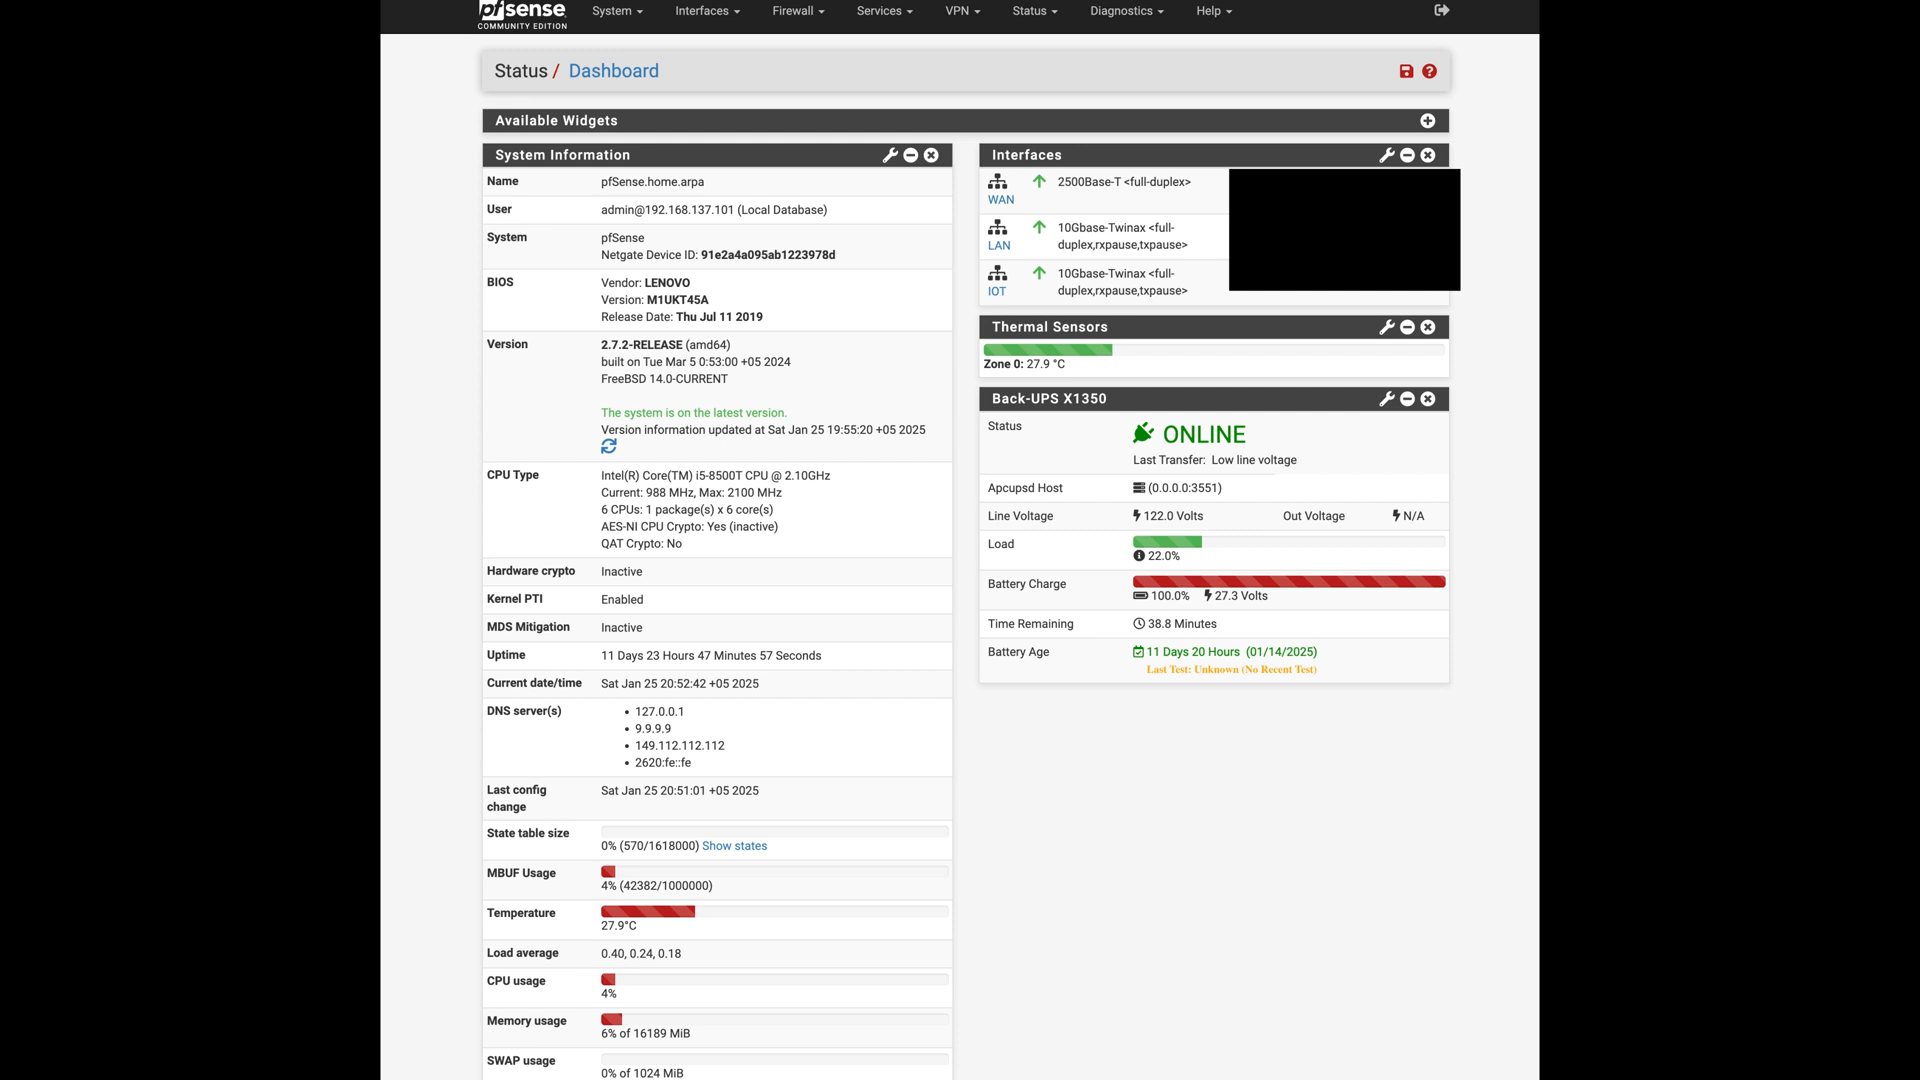 pfsense
COMMUNITY EDITION
System
Interfaces
Firewall
Services
VPN
Status
Diagnostics
Help
Status / Dashboard
Available Widgets
System Information
Name pfSense.home.arpa
User admin@192.168.137.101 (Local Database)
System pfSense
Netgate Device ID: 91e2a4a095ab1223978d
BIOS Vendor: LENOVO
Version: M1UKT45A
Release Date: Thu Jul 11 2019
Version 2.7.2-RELEASE (amd64)
built on Tue Mar 5 0:53:00 +05 2024
FreeBSD 14.0-CURRENT
The system is on the latest version.
Version information updated at Sat Jan 25 19:55:20 +05 2025
CPU Type Intel(R) Core(TM) i5-8500T CPU @ 2.10GHz
Current: 988 MHz, Max: 2100 MHz
6 CPUs: 1 package(s) x 6 core(s)
AES-NI CPU Crypto: Yes (inactive)
QAT Crypto: No
Hardware crypto Inactive
Kernel PTI Enabled
MDS Mitigation Inactive
Uptime 11 Days 23 Hours 47 Minutes 57 Seconds
Current date/time Sat Jan 25 20:52:42 +05 2025
DNS server(s)
• 127.0.0.1
• 9.9.9.9
• 149.112.112.112
• 2620:fe::fe
Last config change Sat Jan 25 20:51:01 +05 2025
State table size
0% (570/1618000) Show states
MBUF Usage
4% (42382/1000000)
Temperature
27.9°C
Load average 0.40, 0.24, 0.18
CPU usage
4%
Memory usage
6% of 16189 MiB
SWAP usage
0% of 1024 MiB
Interfaces
WAN 2500Base-T <full-duplex>
LAN 10Gbase-Twinax <full-
duplex,rxpause,txpause>
IOT 10Gbase-Twinax <full-
duplex,rxpause,txpause>
Thermal Sensors
Zone 0: 27.9 °C
Back-UPS X1350
Status ONLINE
Last Transfer: Low line voltage
Apcupsd Host (0.0.0.0:3551)
Line Voltage 122.0 Volts Out Voltage N/A
Load
22.0%
Battery Charge
100.0% 27.3 Volts
Time Remaining 38.8 Minutes
Battery Age 11 Days 20 Hours (01/14/2025)
Last Test: Unknown (No Recent Test)